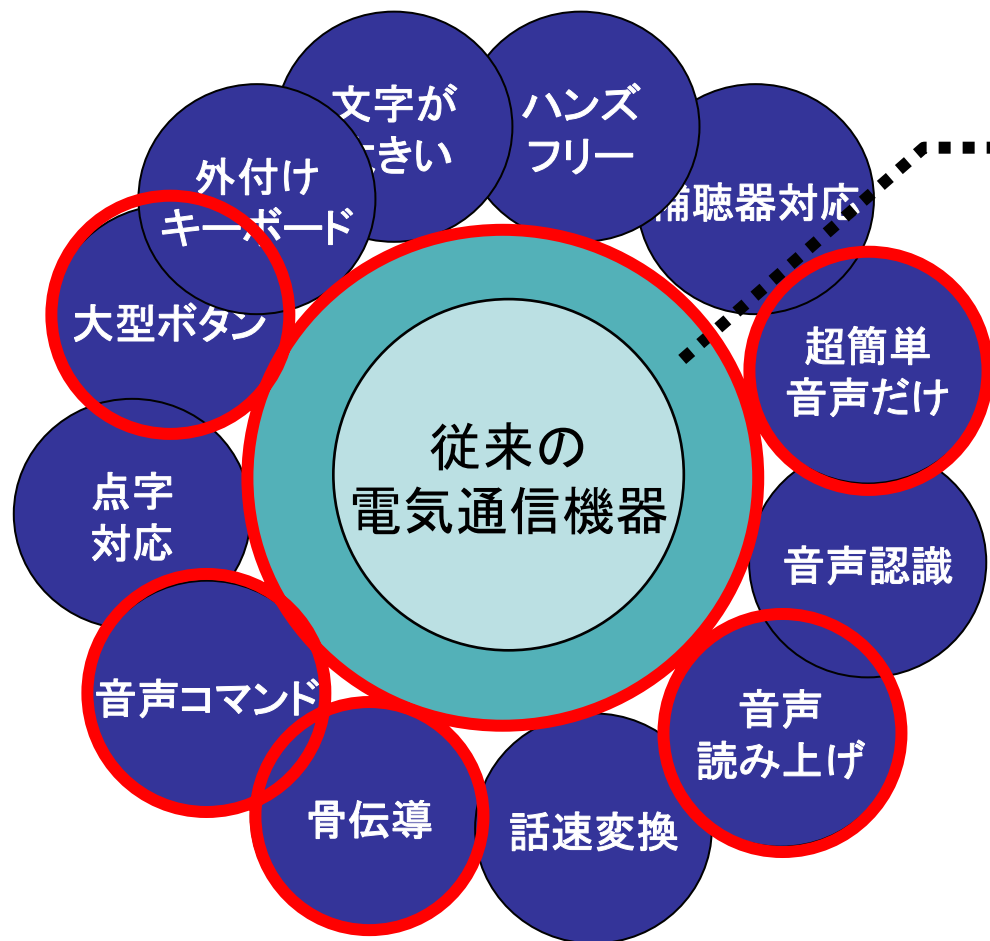 文字が
大きい
ハンズ
フリー
補聴器対応
外付け
キーボード
大型ボタン
超簡単
音声だけ
従来の
電気通信機器
点字
対応
音声認識
音声コマンド
音声
読み上げ
骨伝導
話速変換